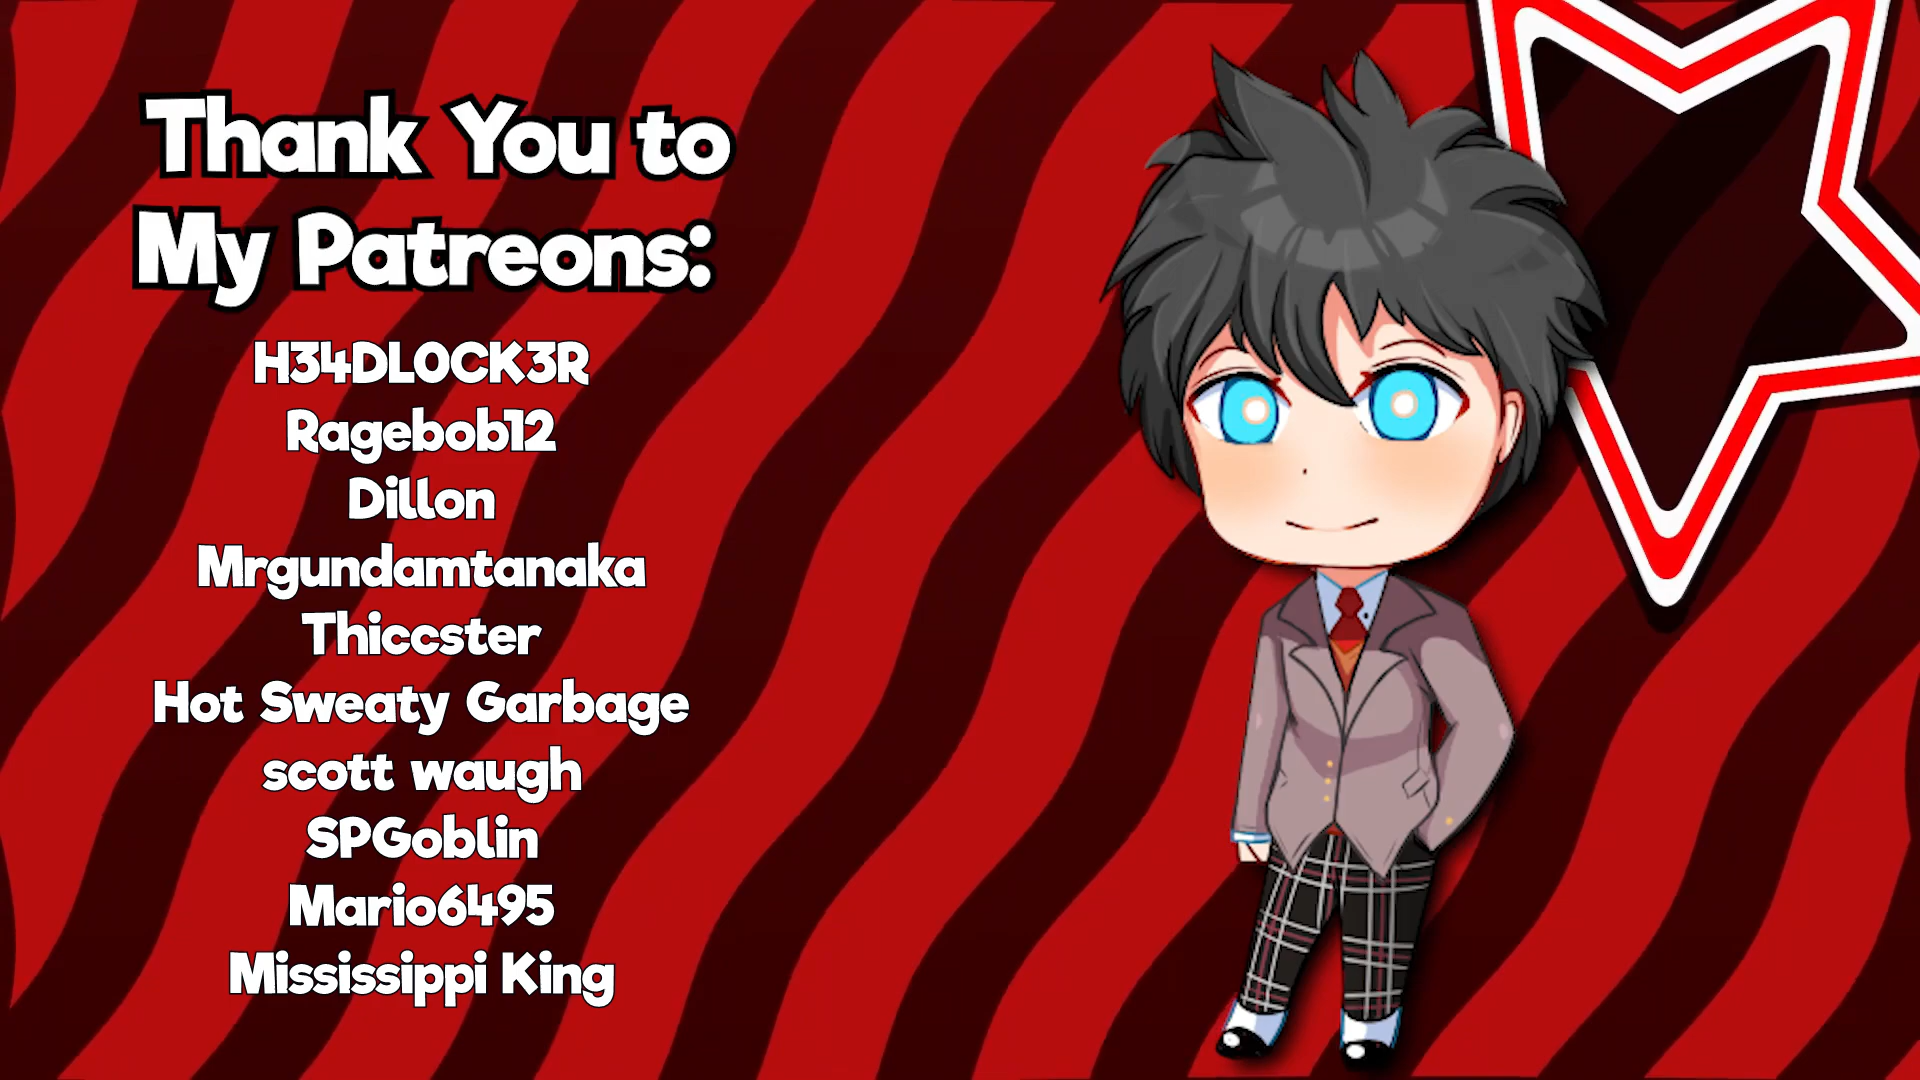 Thank You to
My Patreons:
H34DL0CK3R
Ragebob12
Dillon
Mrgundamtanaka
Thiccster
Hot Sweaty Garbage
scott waugh
SPGoblin
Mario6495
Mississippi King